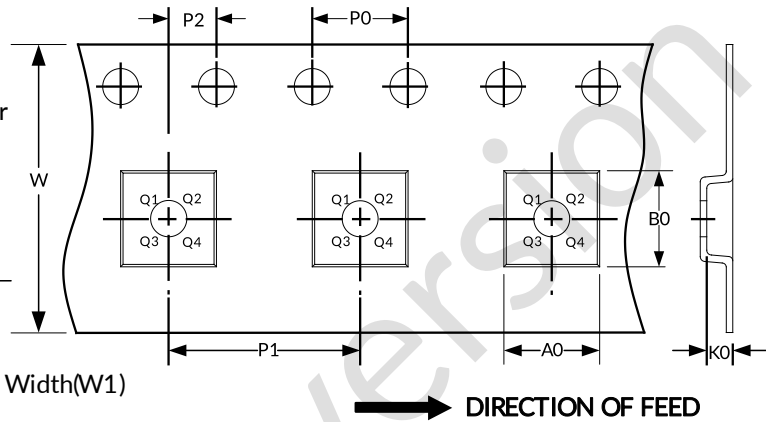 P2
P0
r
W
Q1 Q2
Q3 Q4
Q1 Q2
Q3 Q4
Q1 Q2
Q3 Q4
B0
P1
A0
K0
Width(W1)
DIRECTION OF FEED
version